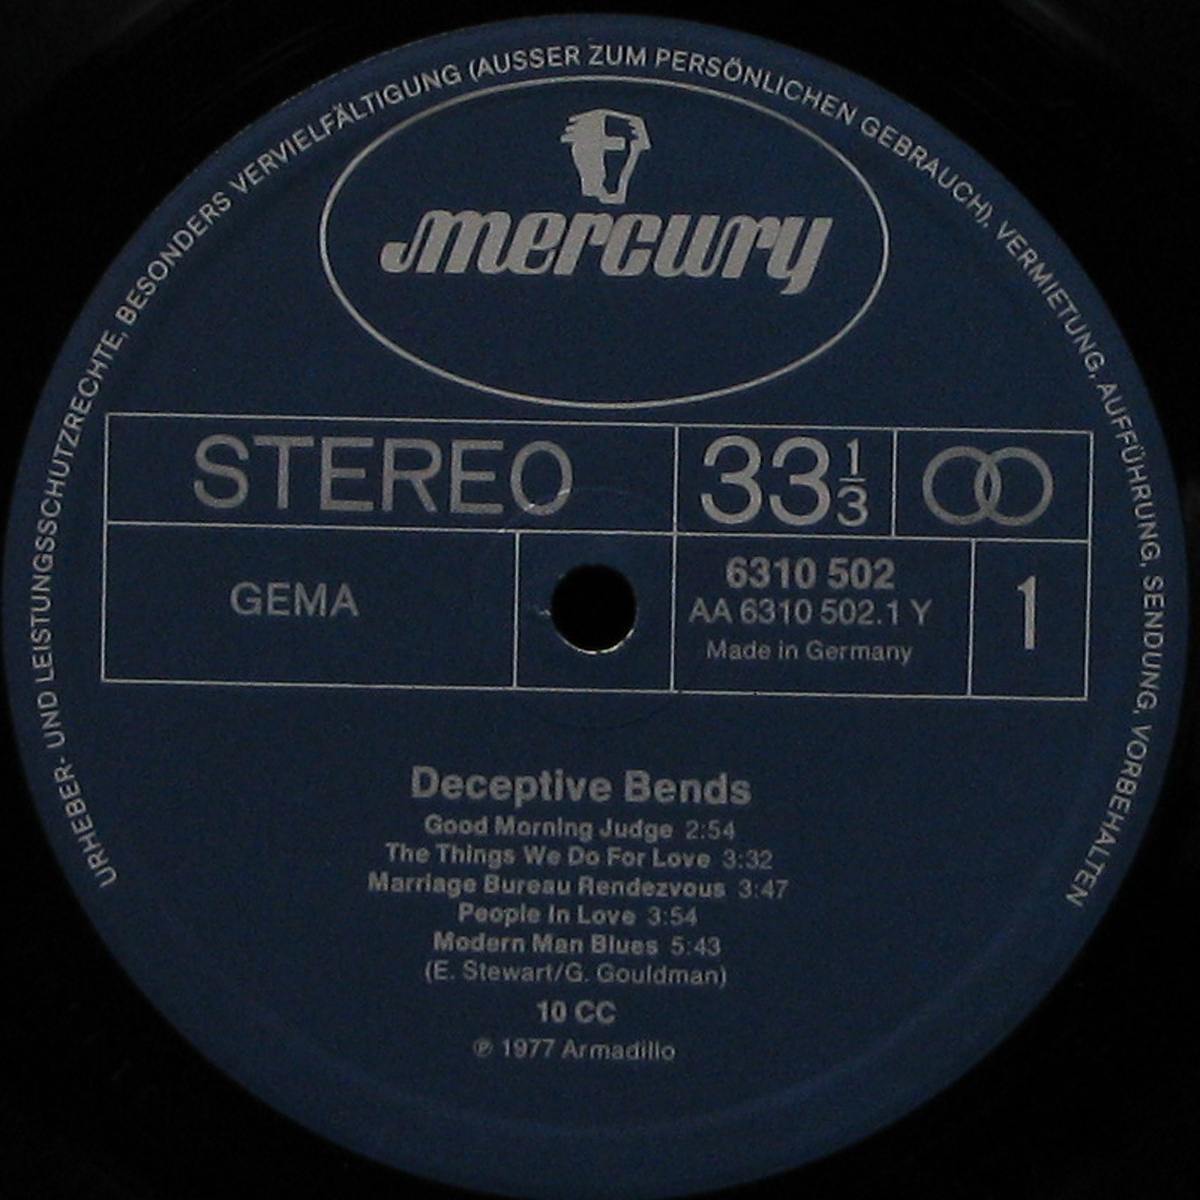 URHEBER- UND LEISTUNGSSCHUTZRECHTE, BESONDERS VERVIELFÄLTIGUNG (AUSSER ZUM PERSÖNLICHEN GEBRAUCH), VERMIETUNG, AUFFÜHRUNG, SENDUNG, VORBEHALTEN
mercury
STEREO
33 1/3
GEMA
6310 502
AA 6310 502.1 Y
Made in Germany
1
Deceptive Bends
Good Morning Judge 2:54
The Things We Do For Love 3:32
Marriage Bureau Rendezvous 3:47
People In Love 3:54
Modern Man Blues 5:43
(E. Stewart/G. Gouldman)
10 CC
℗ 1977 Armadillo